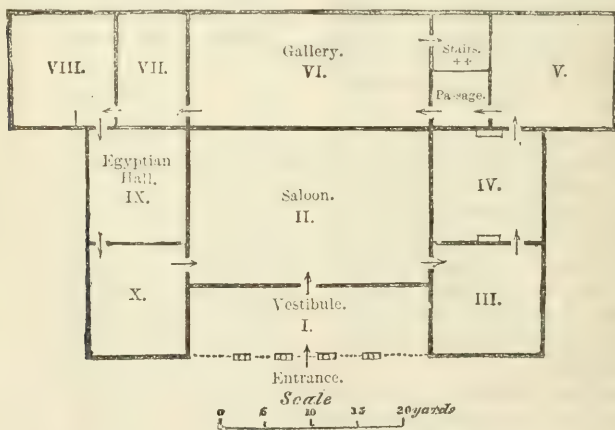 Gallery.
VI.
Stairs.
VIII.
VII.
V.
Passage.
Egyptian
Hall.
IX.
Saloon.
II.
IV.
X.
Vestibule.
I.
III.
Entrance.
Scale
0 5 10 15 20 yards